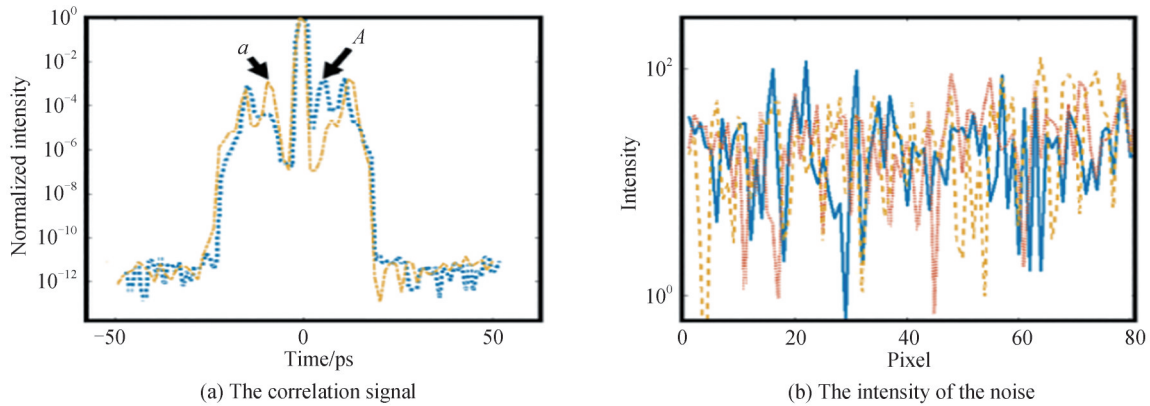 10^0
10^-2
10^-4
10^-6
10^-8
10^-10
10^-12
Normalized intensity
a
A
-50
0
50
Time/ps
(a) The correlation signal
10^2
10^0
Intensity
0
20
40
60
80
Pixel
(b) The intensity of the noise